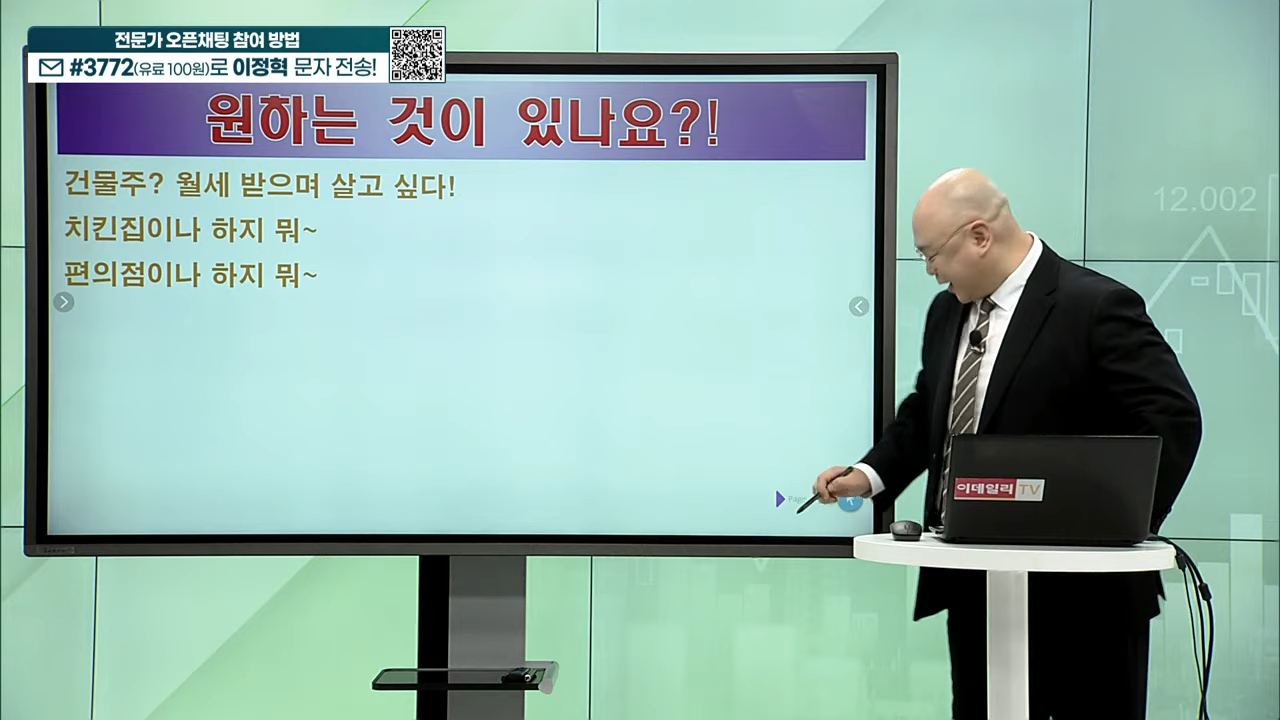 전문가 오픈채팅 참여 방법
#3772(유료 100원)로 이정혁 문자 전송!
원하는 것이 있나요?!
건물주? 월세 받으며 살고 싶다!
치킨집이나 하지 뭐~
편의점이나 하지 뭐~
12.002
이데일리TV